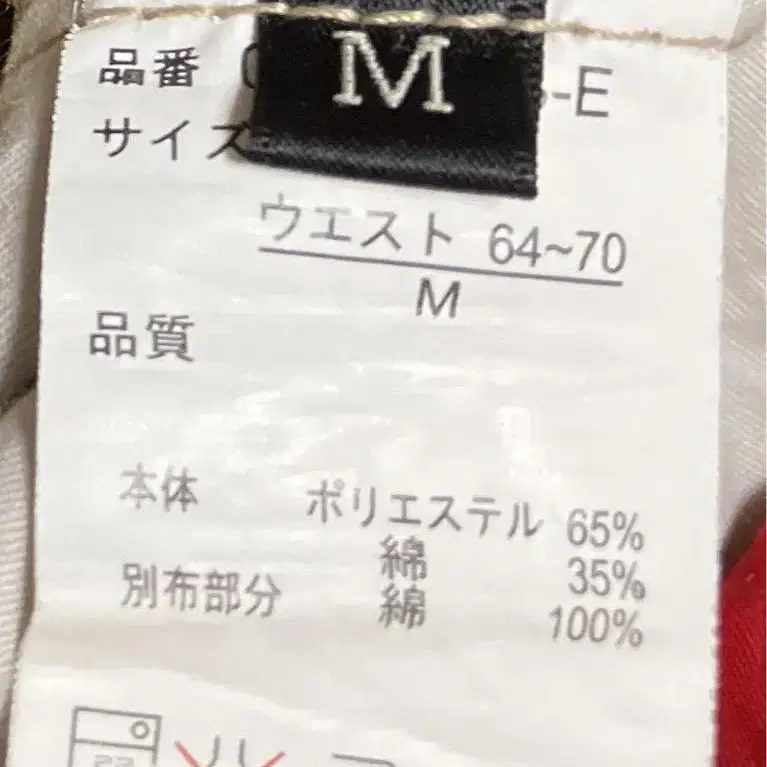 M
品番 -E
サイズ
ウエスト 64~70
M
品質
本体 ポリエステル 65%
綿 35%
別布部分 綿 100%